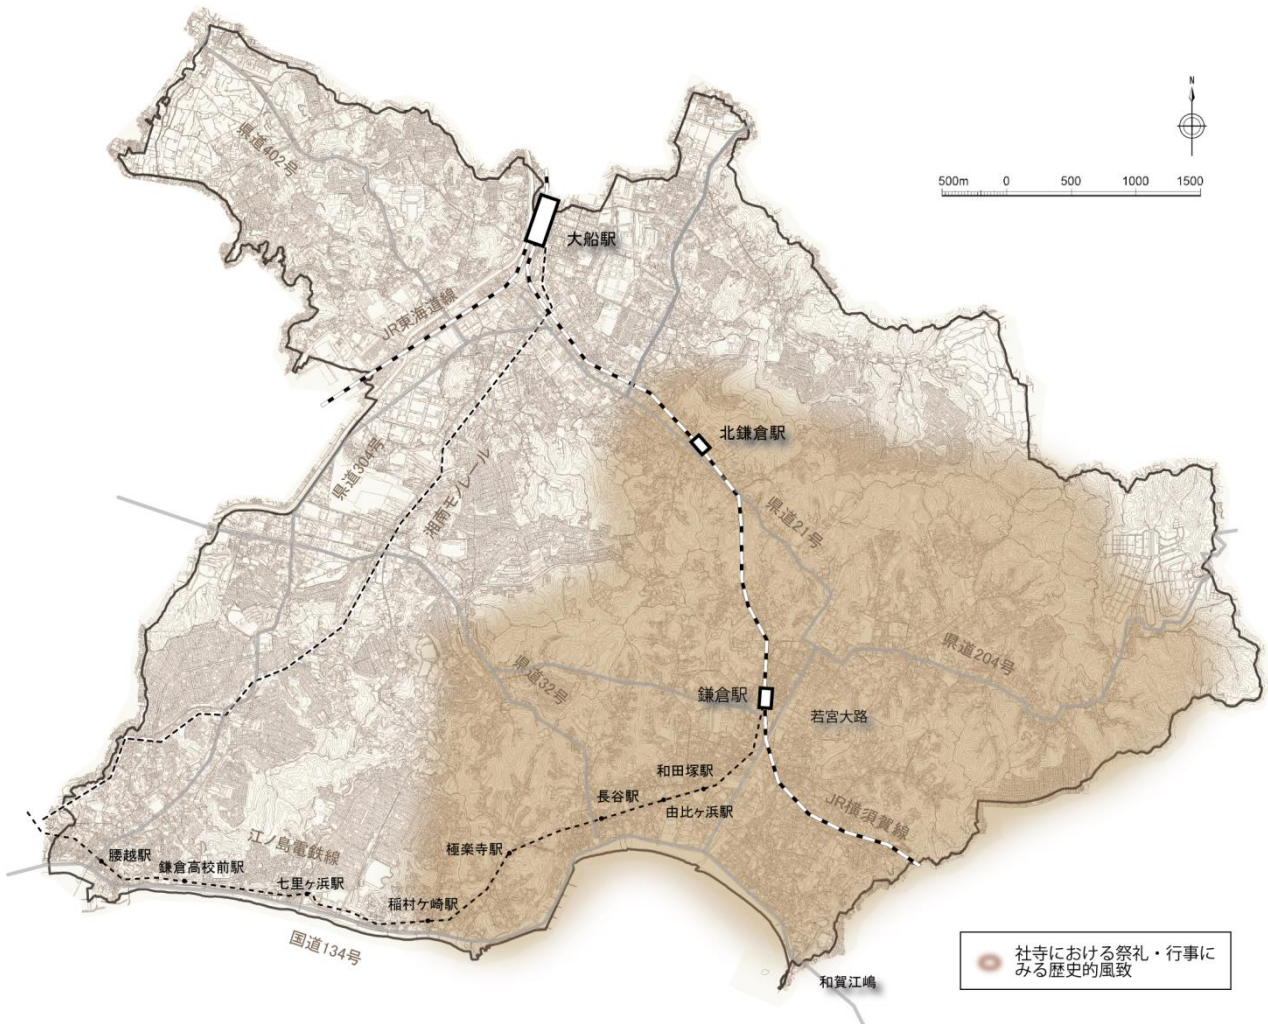 N
500m 0 500 1000 1500
県道402号
大船駅
JR東海道線
北鎌倉駅
県道304号
湘南モノレール
県道21号
県道204号
県道32号
鎌倉駅
若宮大路
和田塚駅
長谷駅
由比ヶ浜駅
JR横須賀線
極楽寺駅
江ノ島電鉄線
腰越駅
鎌倉高校前駅
七里ヶ浜駅
稲村ケ崎駅
国道134号
和賀江嶋
社寺における祭礼・行事に
みる歴史的風致